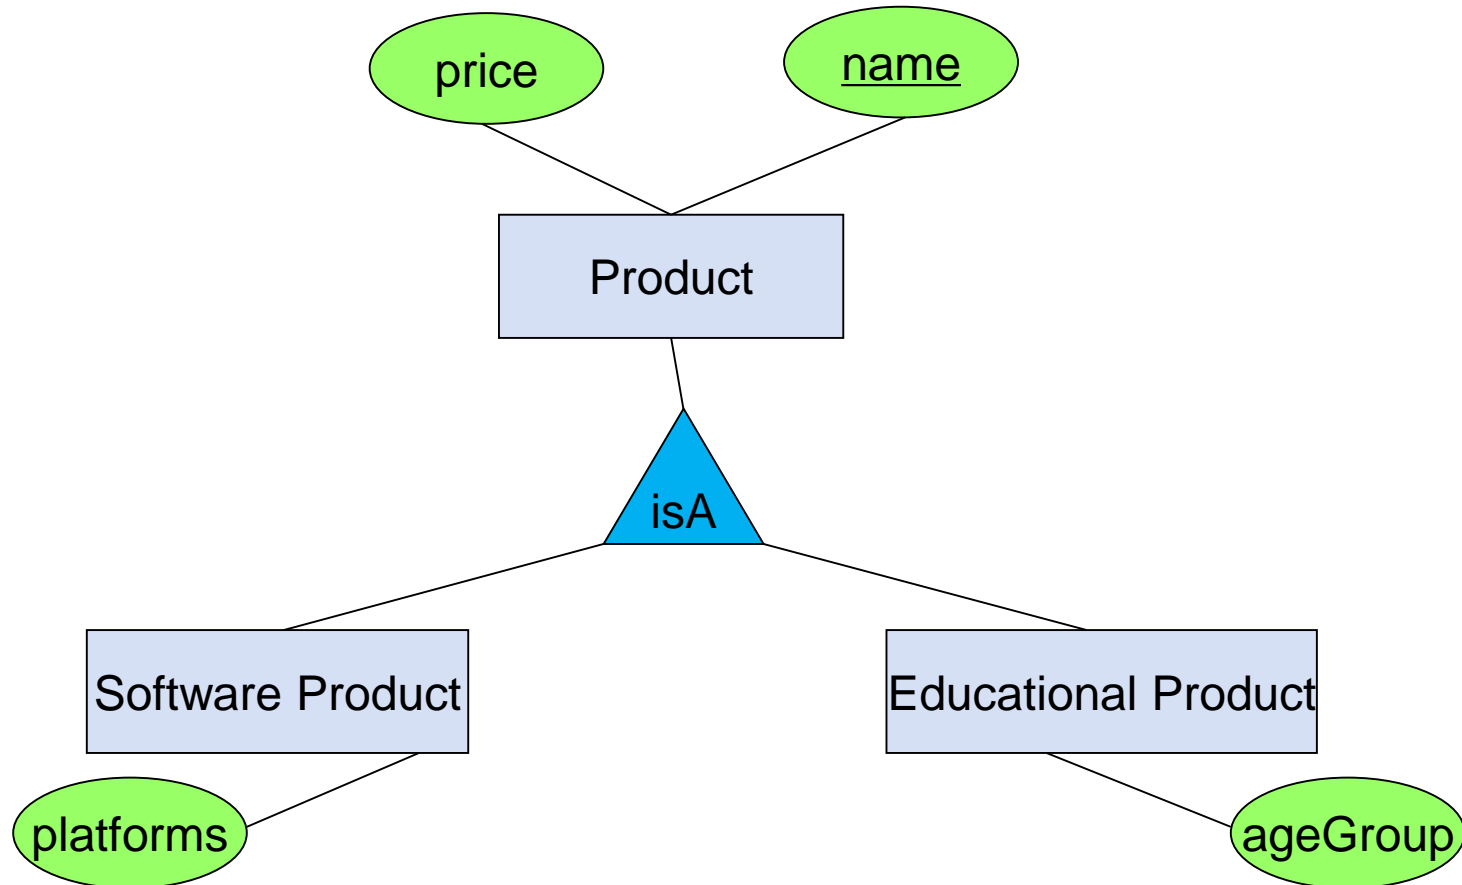 price
name
Product
isA
Software Product
Educational Product
platforms
ageGroup